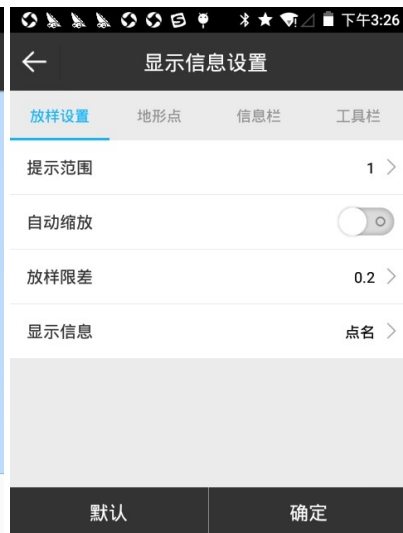 下午3:26
显示信息设置
放样设置 地形点 信息栏 工具栏
提示范围 1
自动缩放
放样限差 0.2
显示信息 点名
默认 确定